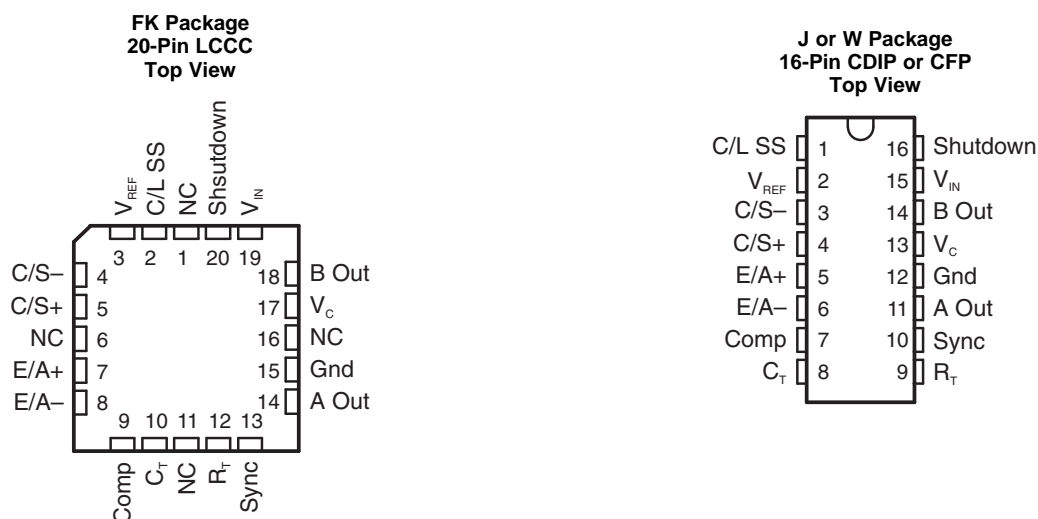 FK Package
20-Pin LCCC
Top View
VREF
C/L SS
NC
Shsutdown
VIN
3 2 1 20 19
C/S– 4
C/S+ 5
NC 6
E/A+ 7
E/A– 8
18 B Out
17 VC
16 NC
15 Gnd
14 A Out
9 10 11 12 13
Comp
CT
NC
RT
Sync
J or W Package
16-Pin CDIP or CFP
Top View
C/L SS 1 16 Shutdown
VREF 2 15 VIN
C/S– 3 14 B Out
C/S+ 4 13 VC
E/A+ 5 12 Gnd
E/A– 6 11 A Out
Comp 7 10 Sync
CT 8 9 RT